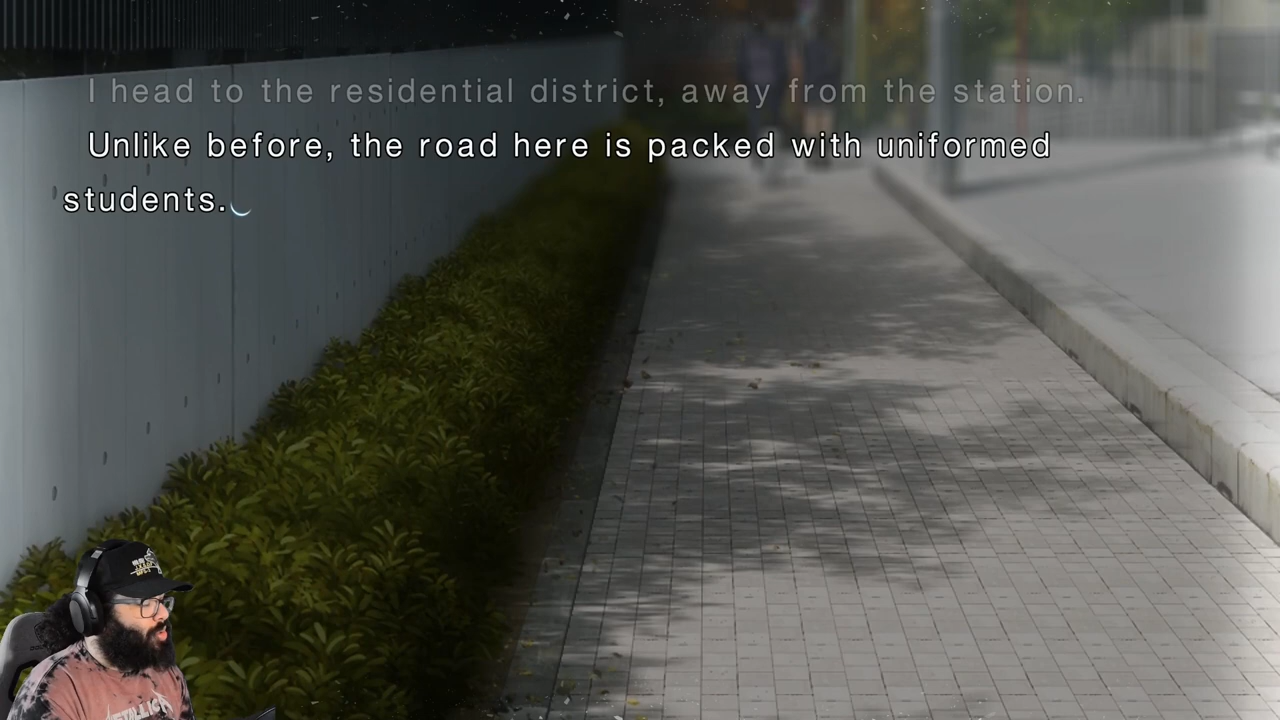 I head to the residential district, away from the station.
Unlike before, the road here is packed with uniformed
students.
METALLICA